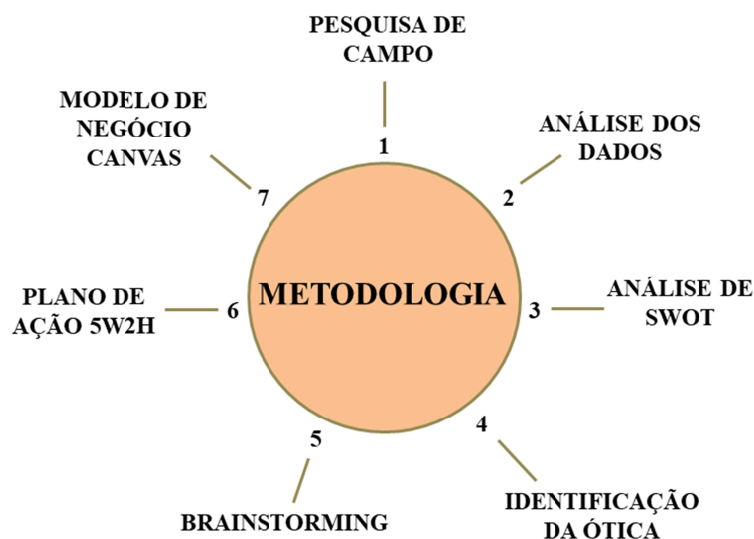 PESQUISA DE
CAMPO
1
ANÁLISE DOS
DADOS
2
ANÁLISE DE
SWOT
3
IDENTIFICAÇÃO
DA ÓTICA
4
BRAINSTORMING
5
PLANO DE
AÇÃO 5W2H
6
MODELO DE
NEGÓCIO
CANVAS
7
METODOLOGIA